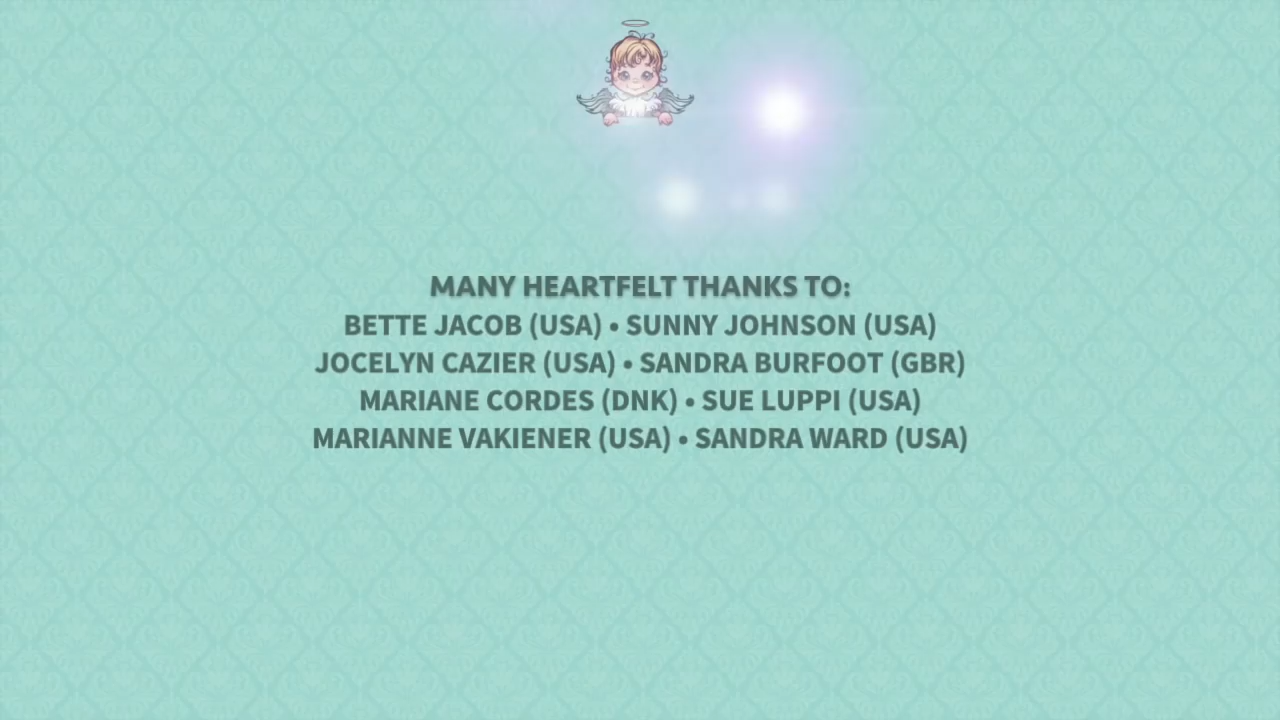 MANY HEARTFELT THANKS TO:
BETTE JACOB (USA) • SUNNY JOHNSON (USA)
JOCELYN CAZIER (USA) • SANDRA BURFOOT (GBR)
MARIANE CORDES (DNK) • SUE LUPPI (USA)
MARIANNE VAKIENER (USA) • SANDRA WARD (USA)